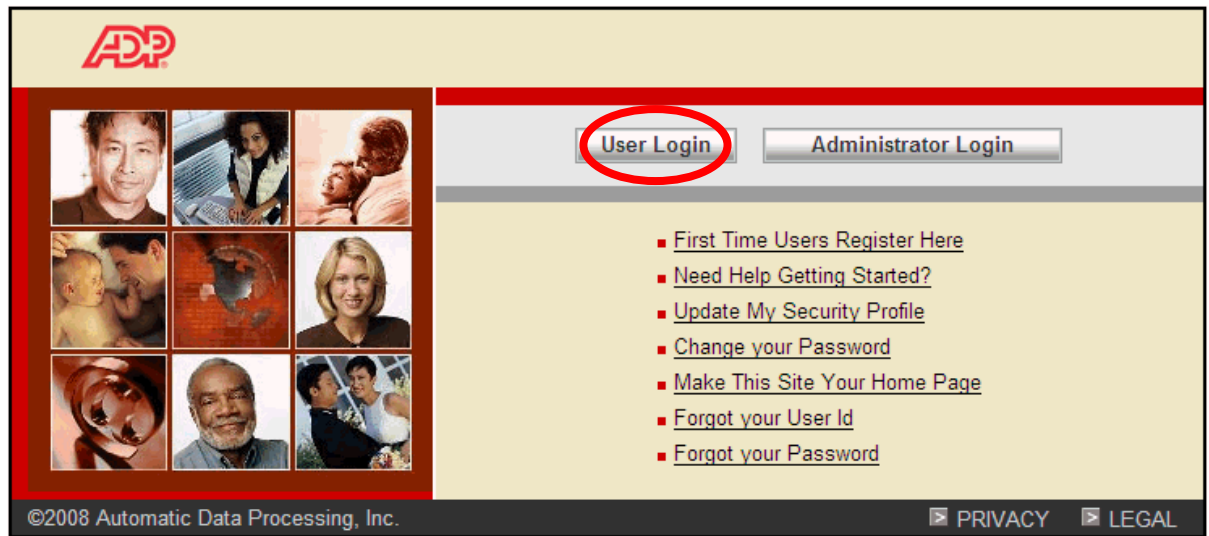 ADP
User Login
Administrator Login
First Time Users Register Here
Need Help Getting Started?
Update My Security Profile
Change your Password
Make This Site Your Home Page
Forgot your User Id
Forgot your Password
©2008 Automatic Data Processing, Inc.
PRIVACY
LEGAL